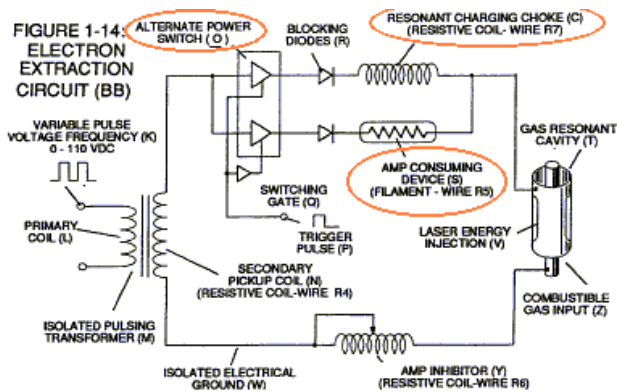 FIGURE 1-14:
ELECTRON
EXTRACTION
CIRCUIT (BB)
ALTERNATE POWER
SWITCH (O)
BLOCKING
DIODES (R)
RESONANT CHARGING CHOKE (C)
(RESISTIVE COIL- WIRE R7)
VARIABLE PULSE
VOLTAGE FREQUENCY (K)
0 - 110 VDC
GAS RESONANT
CAVITY (T)
AMP CONSUMING
DEVICE (S)
(FILAMENT - WIRE R5)
SWITCHING
GATE (Q)
PRIMARY
COIL (L)
TRIGGER
PULSE (P)
LASER ENERGY
INJECTION (V)
SECONDARY
PICKUP COIL (N)
(RESISTIVE COIL-WIRE R4)
COMBUSTIBLE
GAS INPUT (Z)
ISOLATED PULSING
TRANSFORMER (M)
ISOLATED ELECTRICAL
GROUND (W)
AMP INHIBITOR (Y)
(RESISTIVE COIL-WIRE R6)